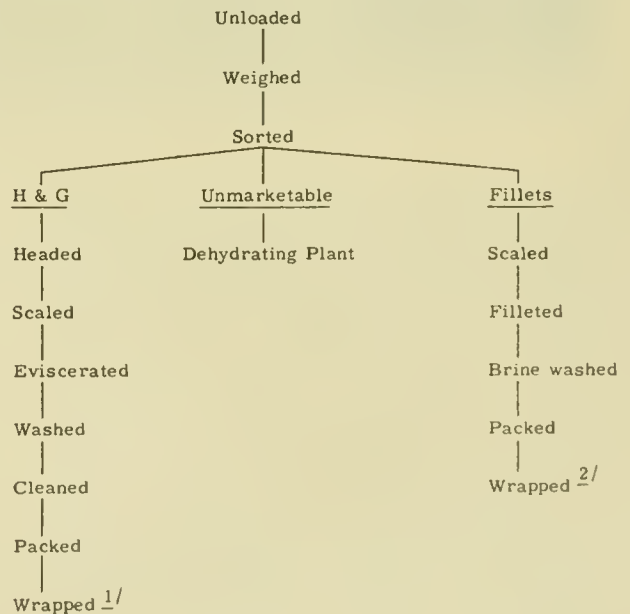 Unloaded
Weighed
Sorted
H & G Unmarketable Fillets
Headed Dehydrating Plant Scaled
Scaled Filleted
Eviscerated Brine washed
Washed Packed
Cleaned Wrapped 2/
Packed
Wrapped 1/